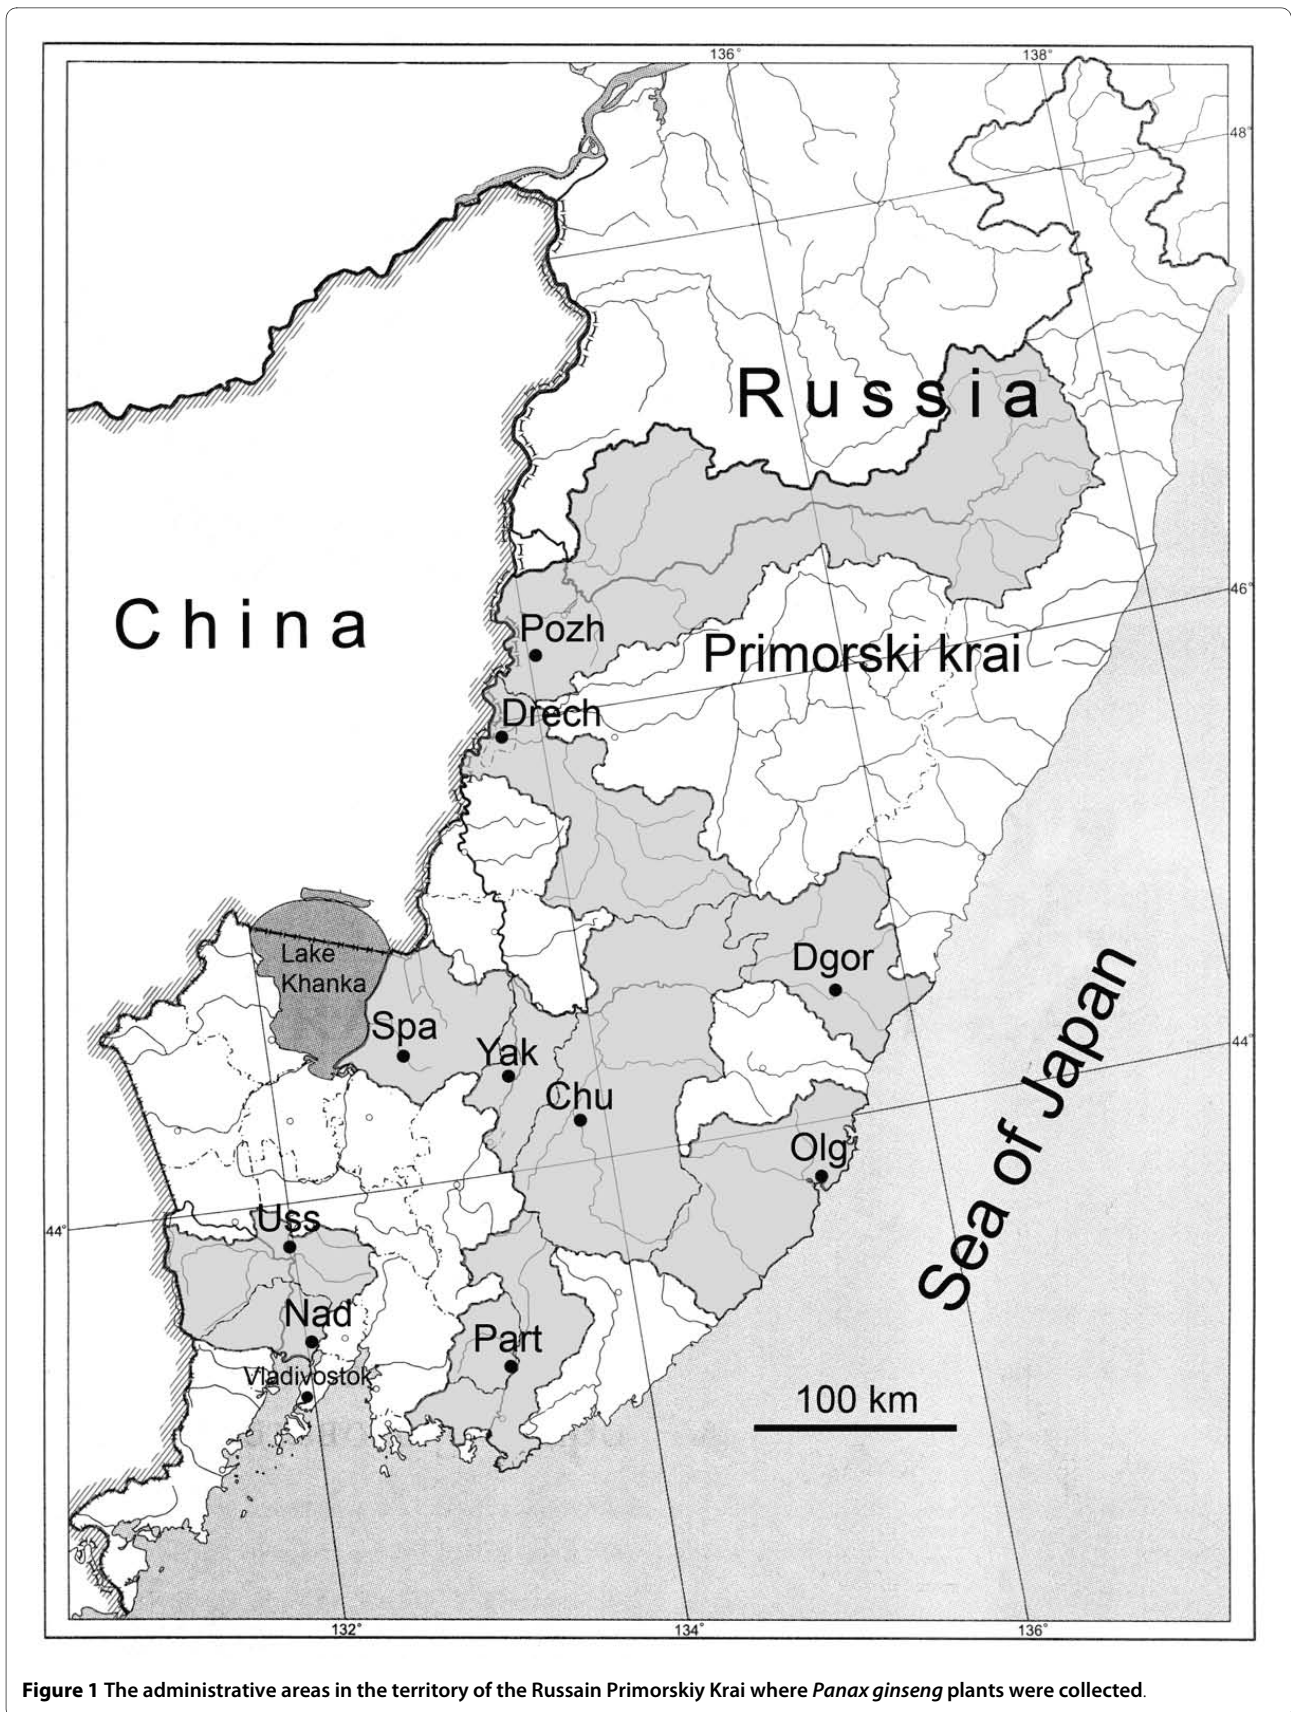 136° 138°
48°
Russia
China
46°
Pozh
Primorski krai
Drech
Lake
Khanka
Dgor
Spa
Yak
Chu
44°
Olg
Sea of Japan
Uss
44°
Nad
Part
Vladivostok
100 km
132° 134° 136°
Figure 1 The administrative areas in the territory of the Russain Primorskiy Krai where Panax ginseng plants were collected.